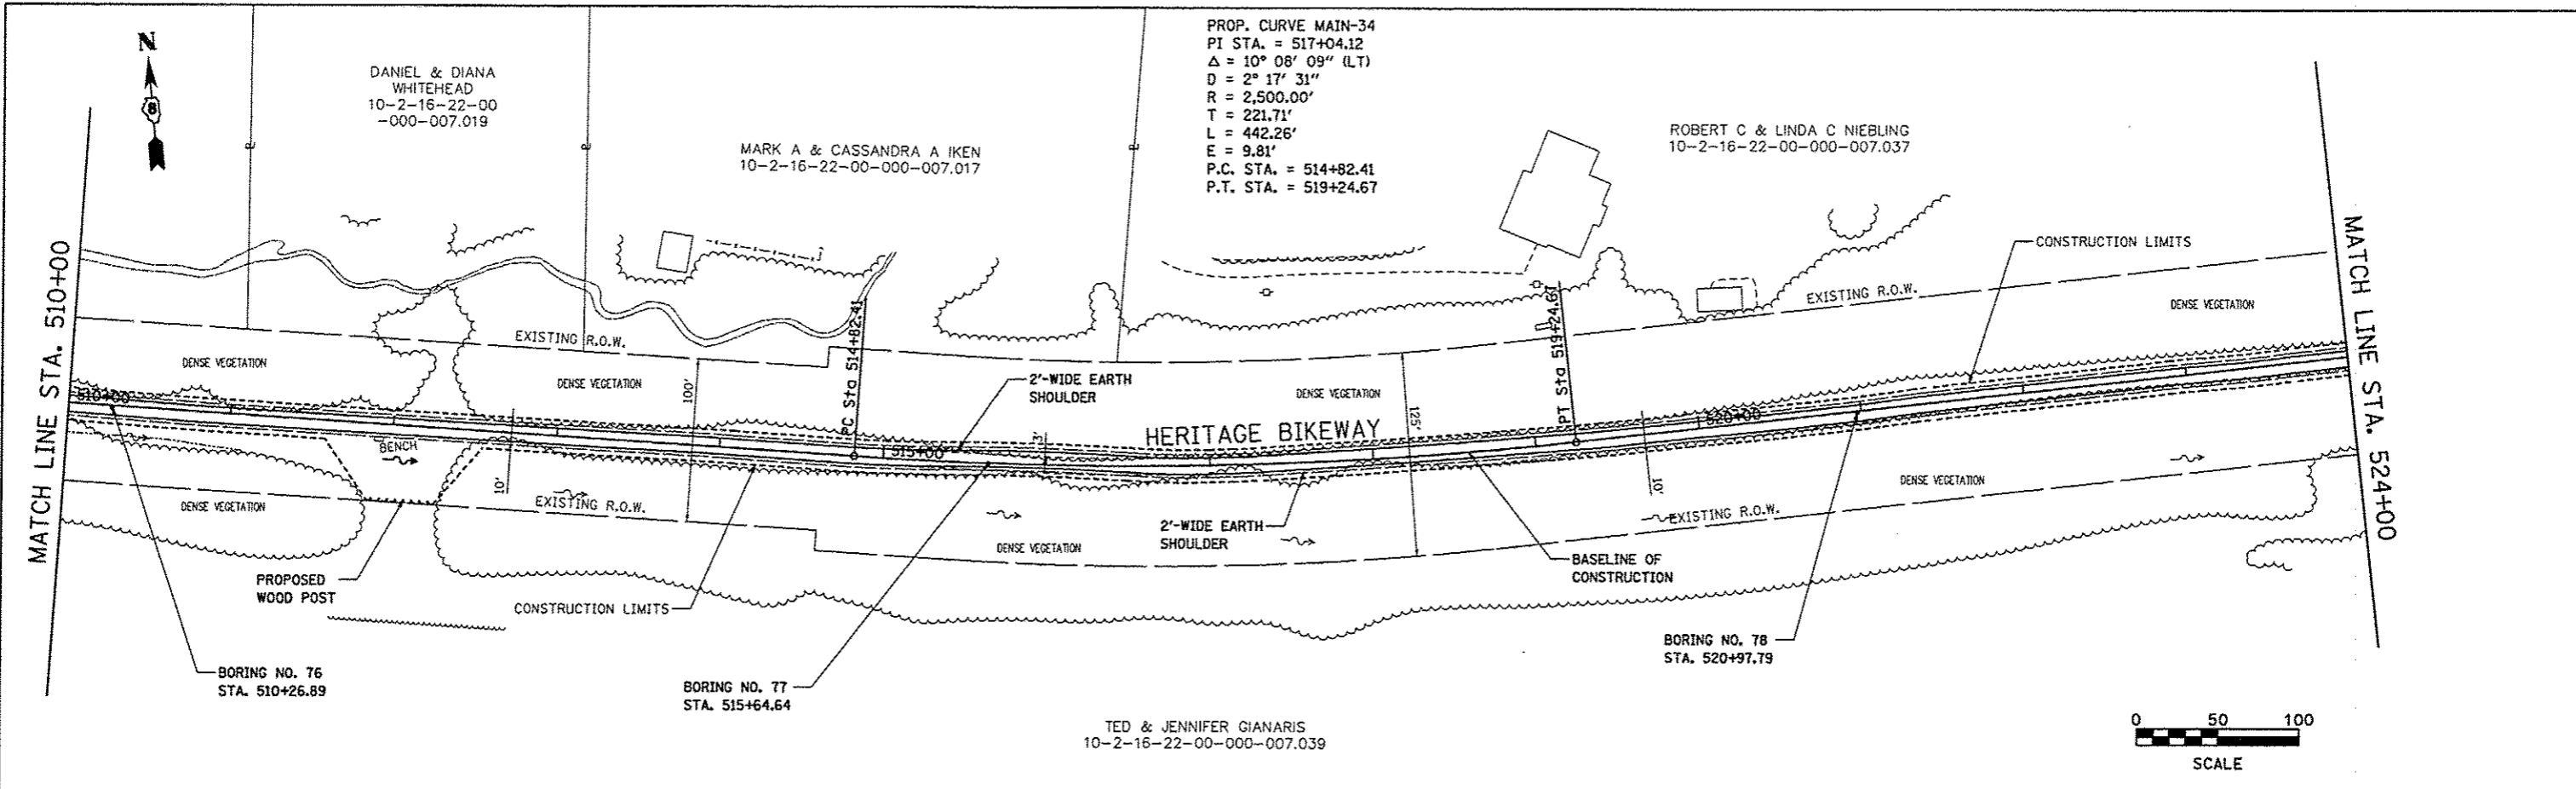 N
8
DANIEL & DIANA
WHITEHEAD
10-2-16-22-00
-000-007.019
MARK A & CASSANDRA A IKEN
10-2-16-22-00-000-007.017
PROP. CURVE MAIN-34
PI STA. = 517+04.12
Δ = 10° 08' 09" (LT)
D = 2° 17' 31"
R = 2,500.00'
T = 221.71'
L = 442.26'
E = 9.81'
P.C. STA. = 514+82.41
P.T. STA. = 519+24.67
ROBERT C & LINDA C NIEBLING
10-2-16-22-00-000-007.037
MATCH LINE STA. 510+00
MATCH LINE STA. 524+00
CONSTRUCTION LIMITS
EXISTING R.O.W.
EXISTING R.O.W.
DENSE VEGETATION
DENSE VEGETATION
DENSE VEGETATION
DENSE VEGETATION
100'
PC Sta 514+82.41
2'-WIDE EARTH
SHOULDER
125'
PT Sta 519+24.67
510+00
BENCH
515+00
3'
HERITAGE BIKEWAY
520+00
10'
10'
DENSE VEGETATION
EXISTING R.O.W.
DENSE VEGETATION
2'-WIDE EARTH
SHOULDER
EXISTING R.O.W.
DENSE VEGETATION
PROPOSED
WOOD POST
CONSTRUCTION LIMITS
BASELINE OF
CONSTRUCTION
BORING NO. 76
STA. 510+26.89
BORING NO. 77
STA. 515+64.64
BORING NO. 78
STA. 520+97.79
TED & JENNIFER GIANARIS
10-2-16-22-00-000-007.039
0 50 100
SCALE